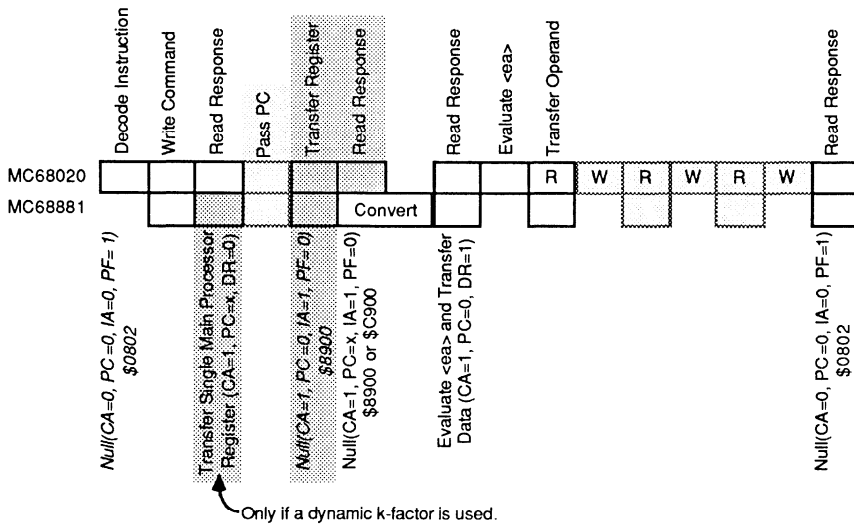 Decode Instruction
Write Command
Read Response
Pass PC
Transfer Register
Read Response
Read Response
Evaluate <ea>
Transfer Operand
Read Response
MC68020
R
W
R
W
R
W
MC68881
Convert
Null(CA=0, PC=0, IA=0, PF=1)
$0802
Transfer Single Main Processor
Register (CA=1, PC=x, DR=0)
Null(CA=1, PC=0, IA=1, PF=0)
$8900
Null(CA=1, PC=x, IA=1, PF=0)
$8900 or $C900
Evaluate <ea> and Transfer
Data (CA=1, PC=0, DR=1)
Null(CA=0, PC=0, IA=0, PF=1)
$0802
Only if a dynamic k-factor is used.